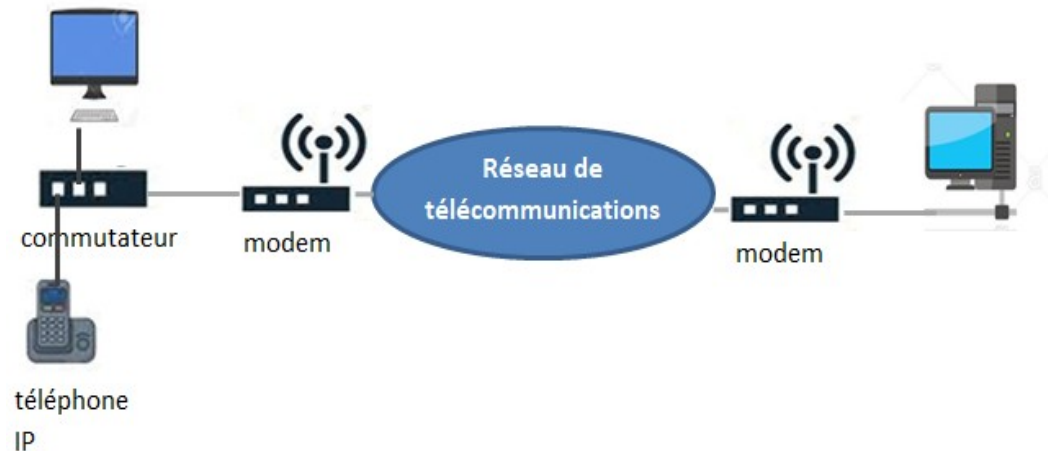 Réseau de
télécommunications
commutateur
modem
modem
téléphone
IP